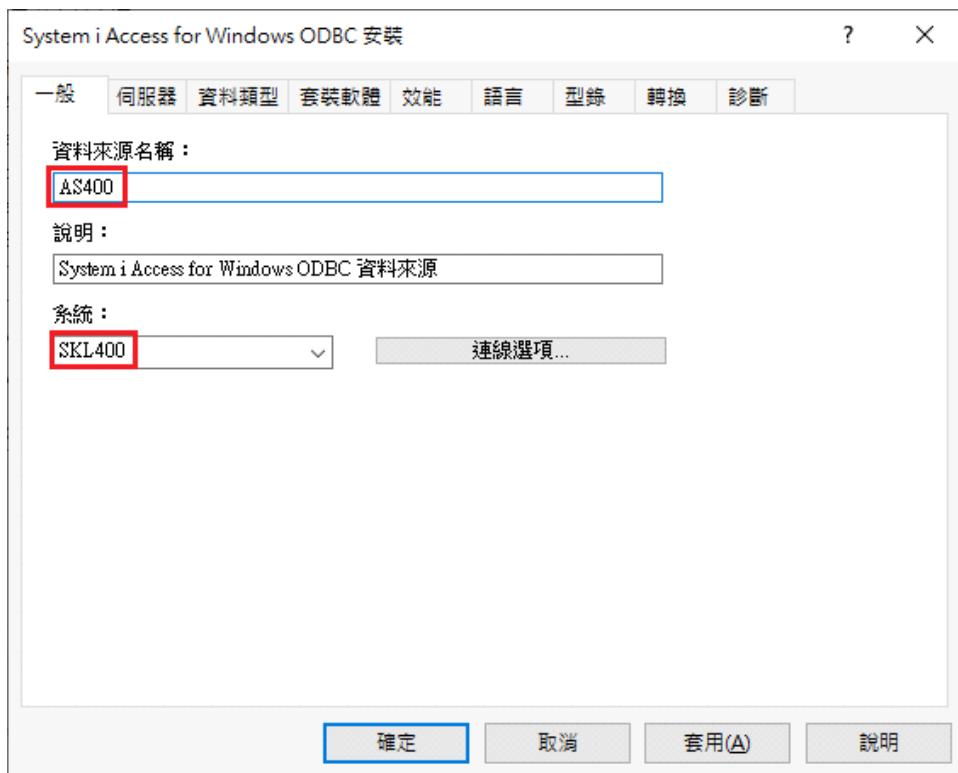 System i Access for Windows ODBC 安裝 ? ×
一般 伺服器 資料類型 套裝軟體 效能 語言 型錄 轉換 診斷
資料來源名稱：
AS400
說明：
System i Access for Windows ODBC 資料來源
系統：
SKL400 連線選項...
確定 取消 套用(A) 說明